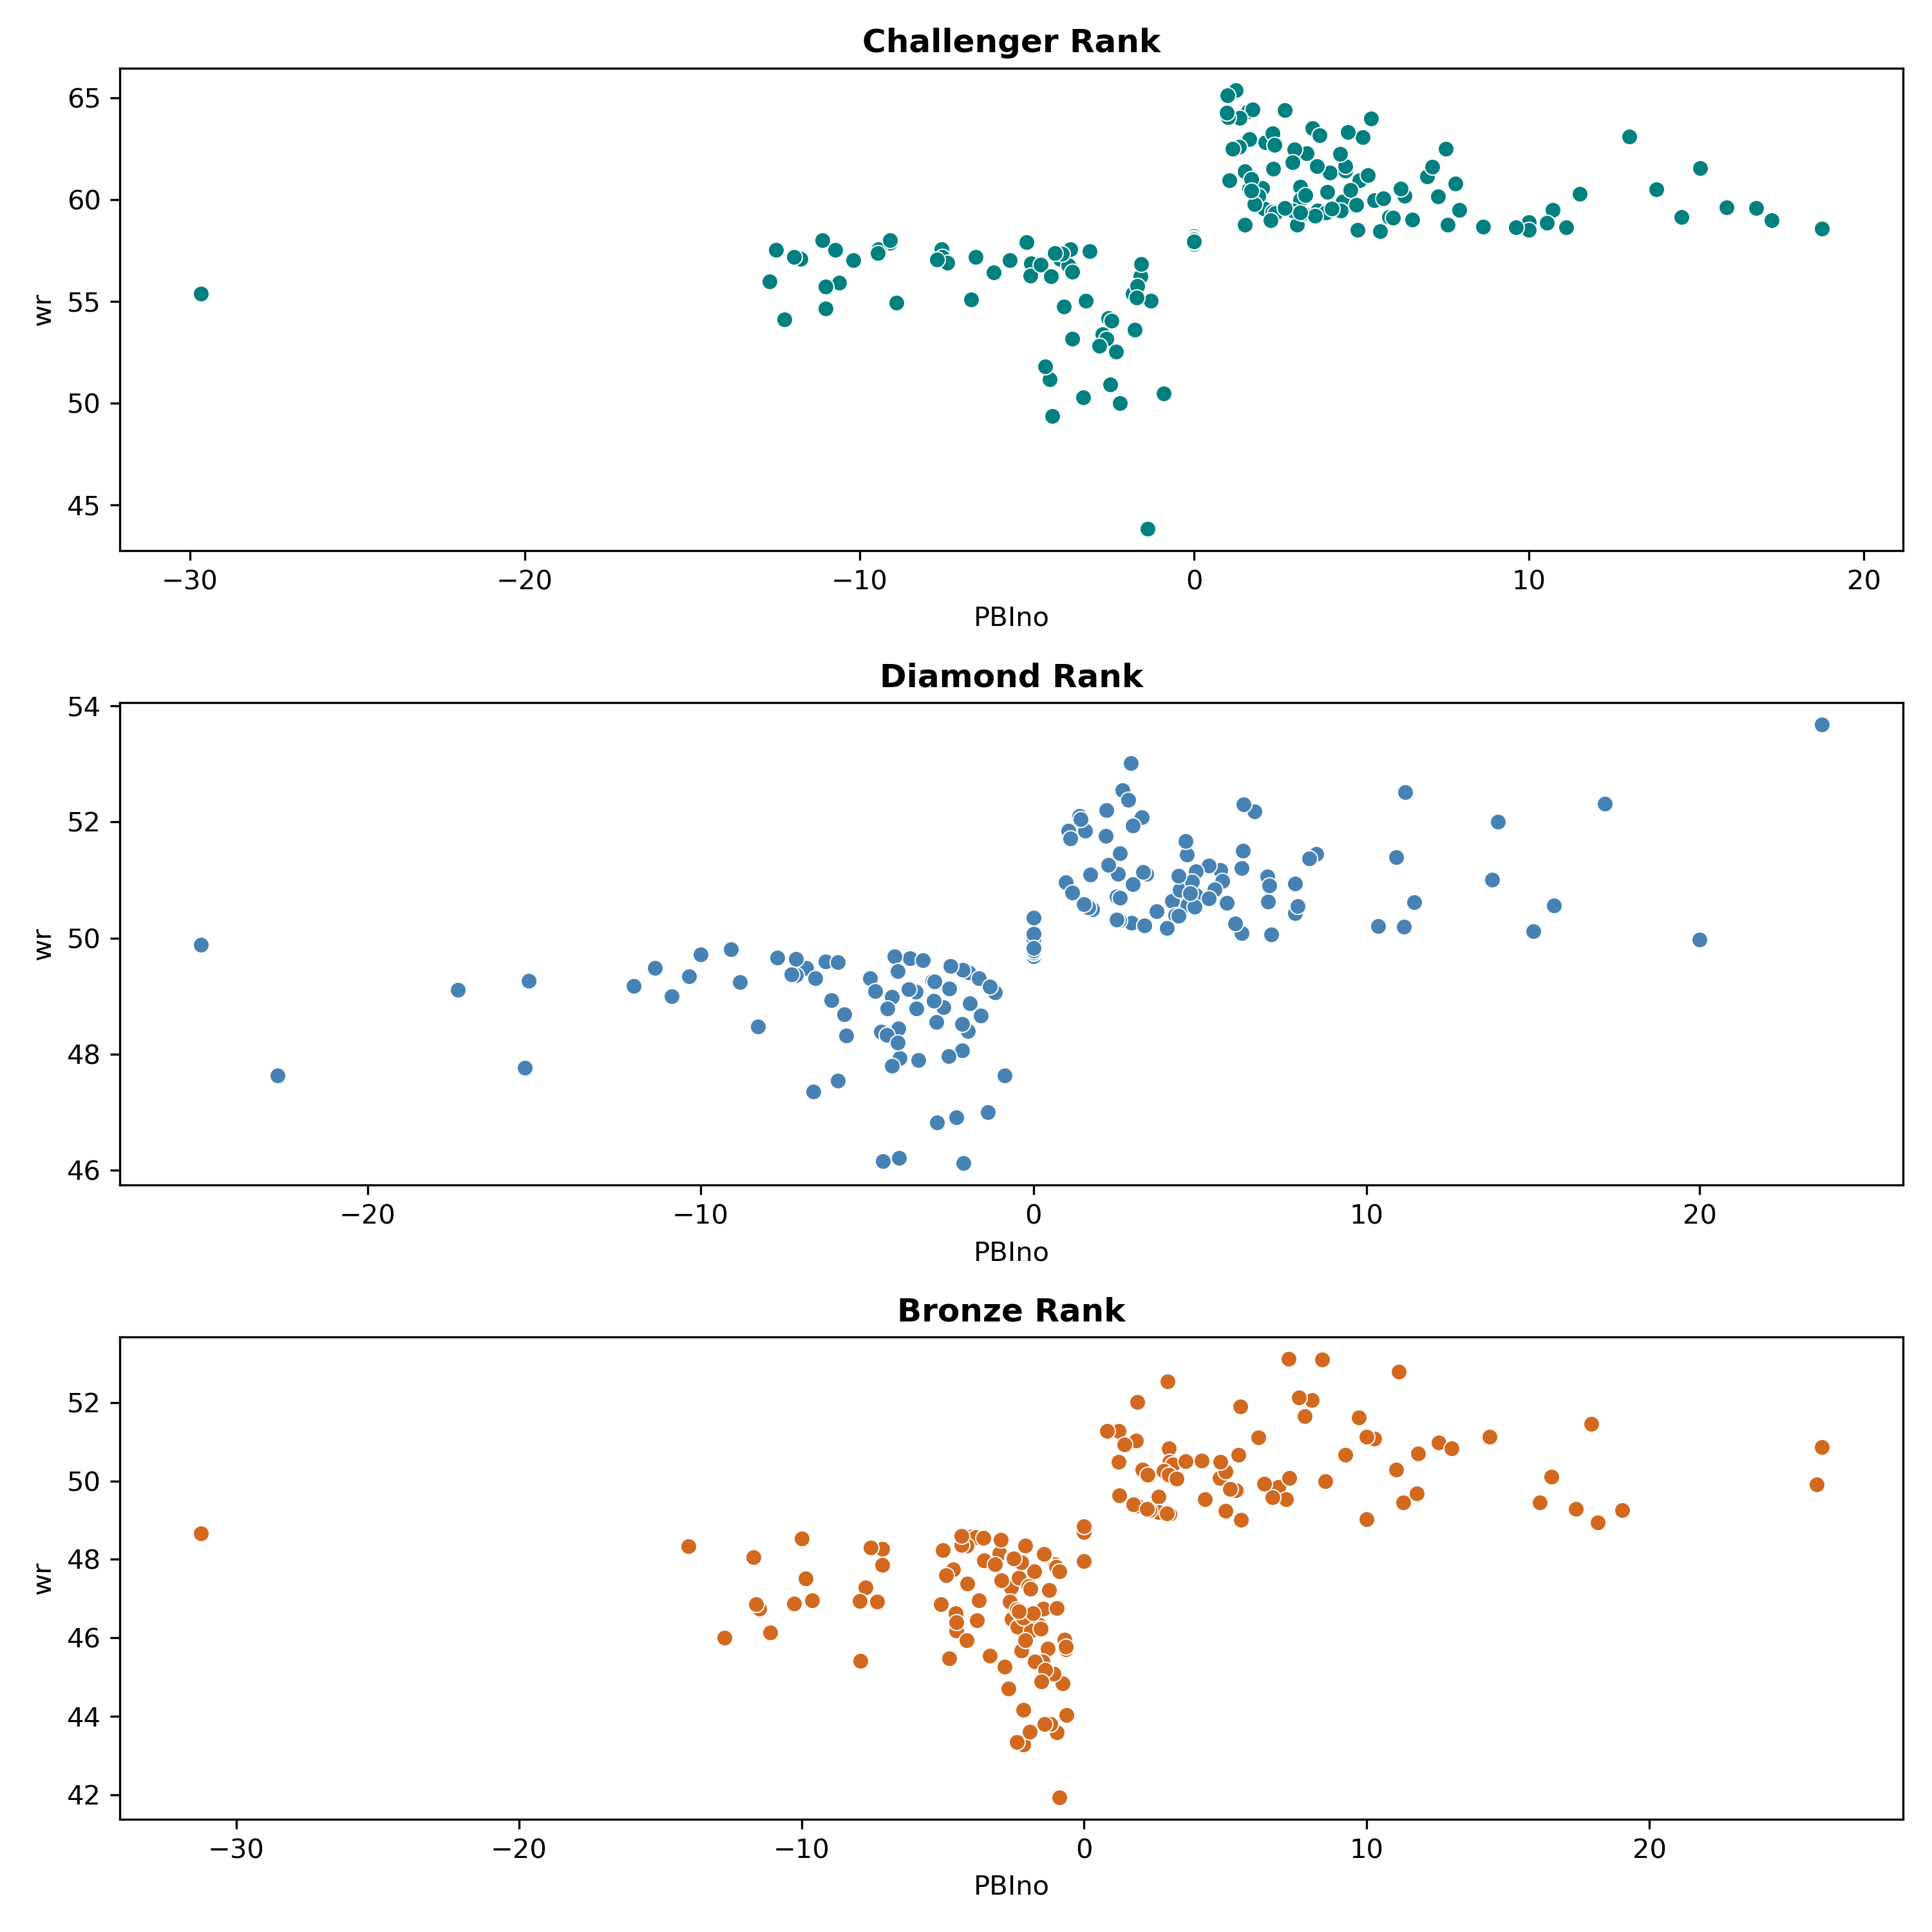 Challenger Rank
65
60
55
50
45
wr
−30 −20 −10 0 10 20
PBIno
Diamond Rank
54
52
50
48
46
wr
−20 −10 0 10 20
PBIno
Bronze Rank
52
50
48
46
44
42
wr
−30 −20 −10 0 10 20
PBIno